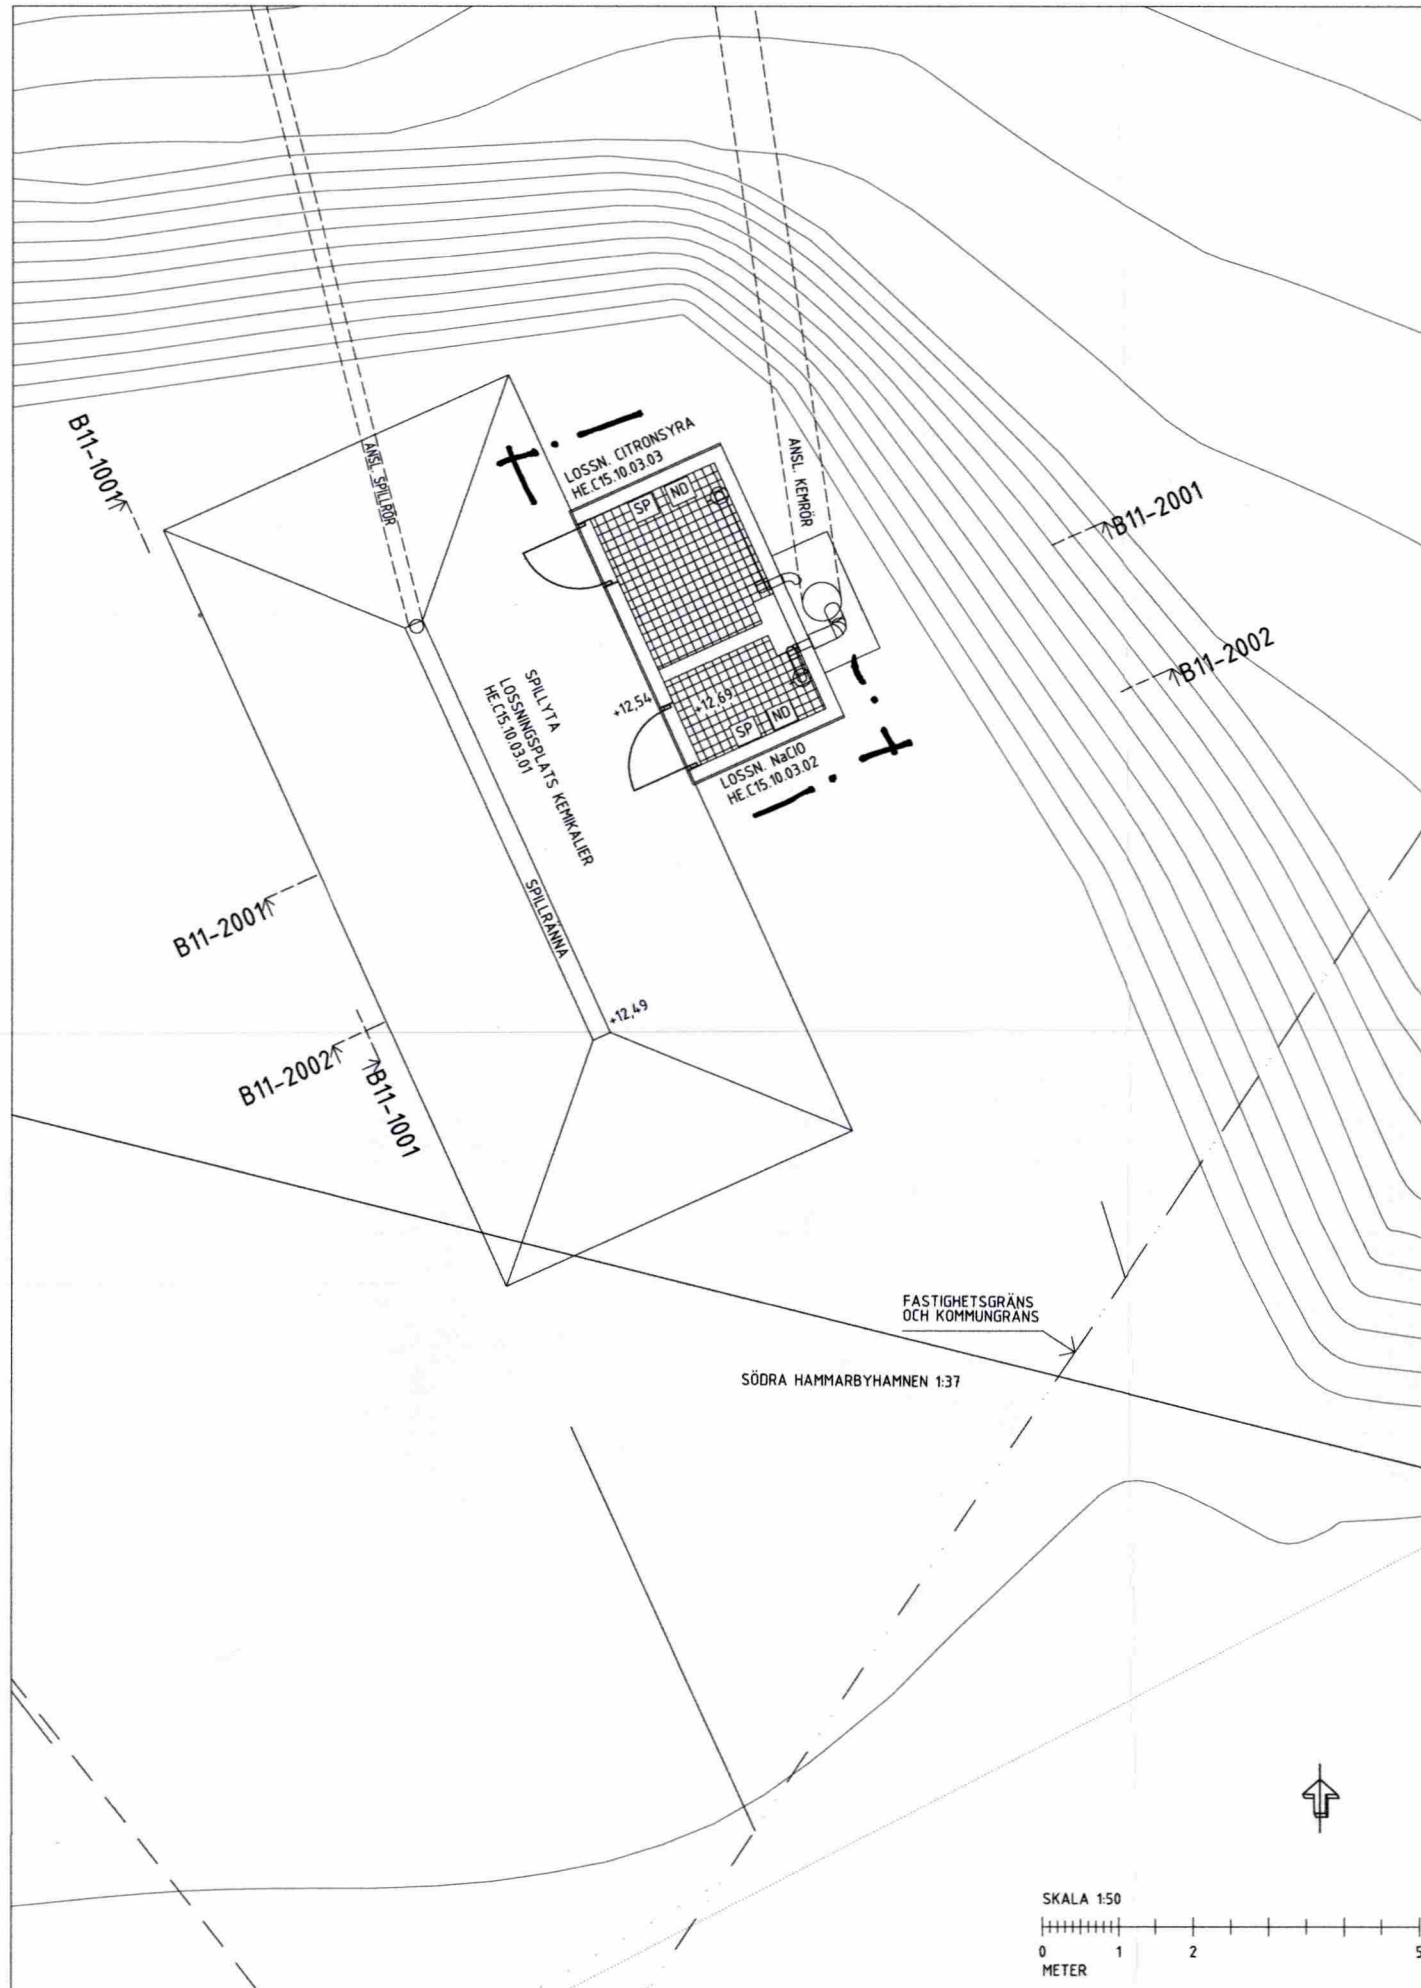 B11-1001
ANSL. SPILLRÖR
LOSSN. CITRONSYRA
HE.C15.10.03.03
SP
ND
ANSL. KEMRÖR
B11-2001
B11-2002
SPILLYTA
LOSSNINGSPLATS KEMIKALIER
HE.C15.10.03.01
+12,54
+12,69
SP
ND
LOSSN. NaClO
HE.C15.10.03.02
SPILLRÄNNA
B11-2001
+12,49
B11-2002
B11-1001
FASTIGHETSGRÄNS
OCH KOMMUNGRÄNS
SÖDRA HAMMARBYHAMNEN 1:37
SKALA 1:50
0 1 2 5
METER